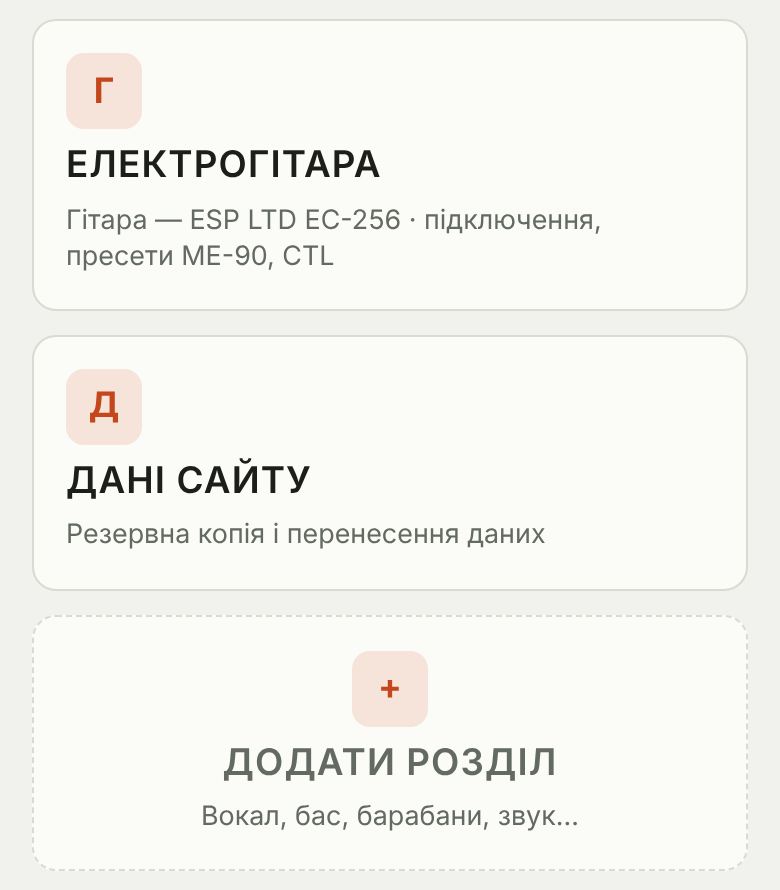 Г
ЕЛЕКТРОГІТАРА
Гітара — ESP LTD EC-256 · підключення,
пресети ME-90, CTL
Д
ДАНІ САЙТУ
Резервна копія і перенесення даних
+
ДОДАТИ РОЗДІЛ
Вокал, бас, барабани, звук...